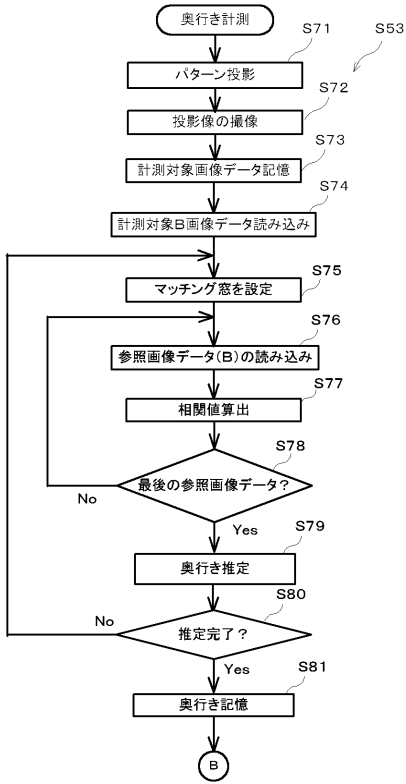 奥行き計測
S71
S53
パターン投影
S72
投影像の撮像
S73
計測対象画像データ記憶
S74
計測対象B画像データ読み込み
S75
マッチング窓を設定
S76
参照画像データ(B)の読み込み
S77
相関値算出
S78
最後の参照画像データ?
No
Yes
S79
奥行き推定
S80
No
推定完了?
Yes
S81
奥行き記憶
B